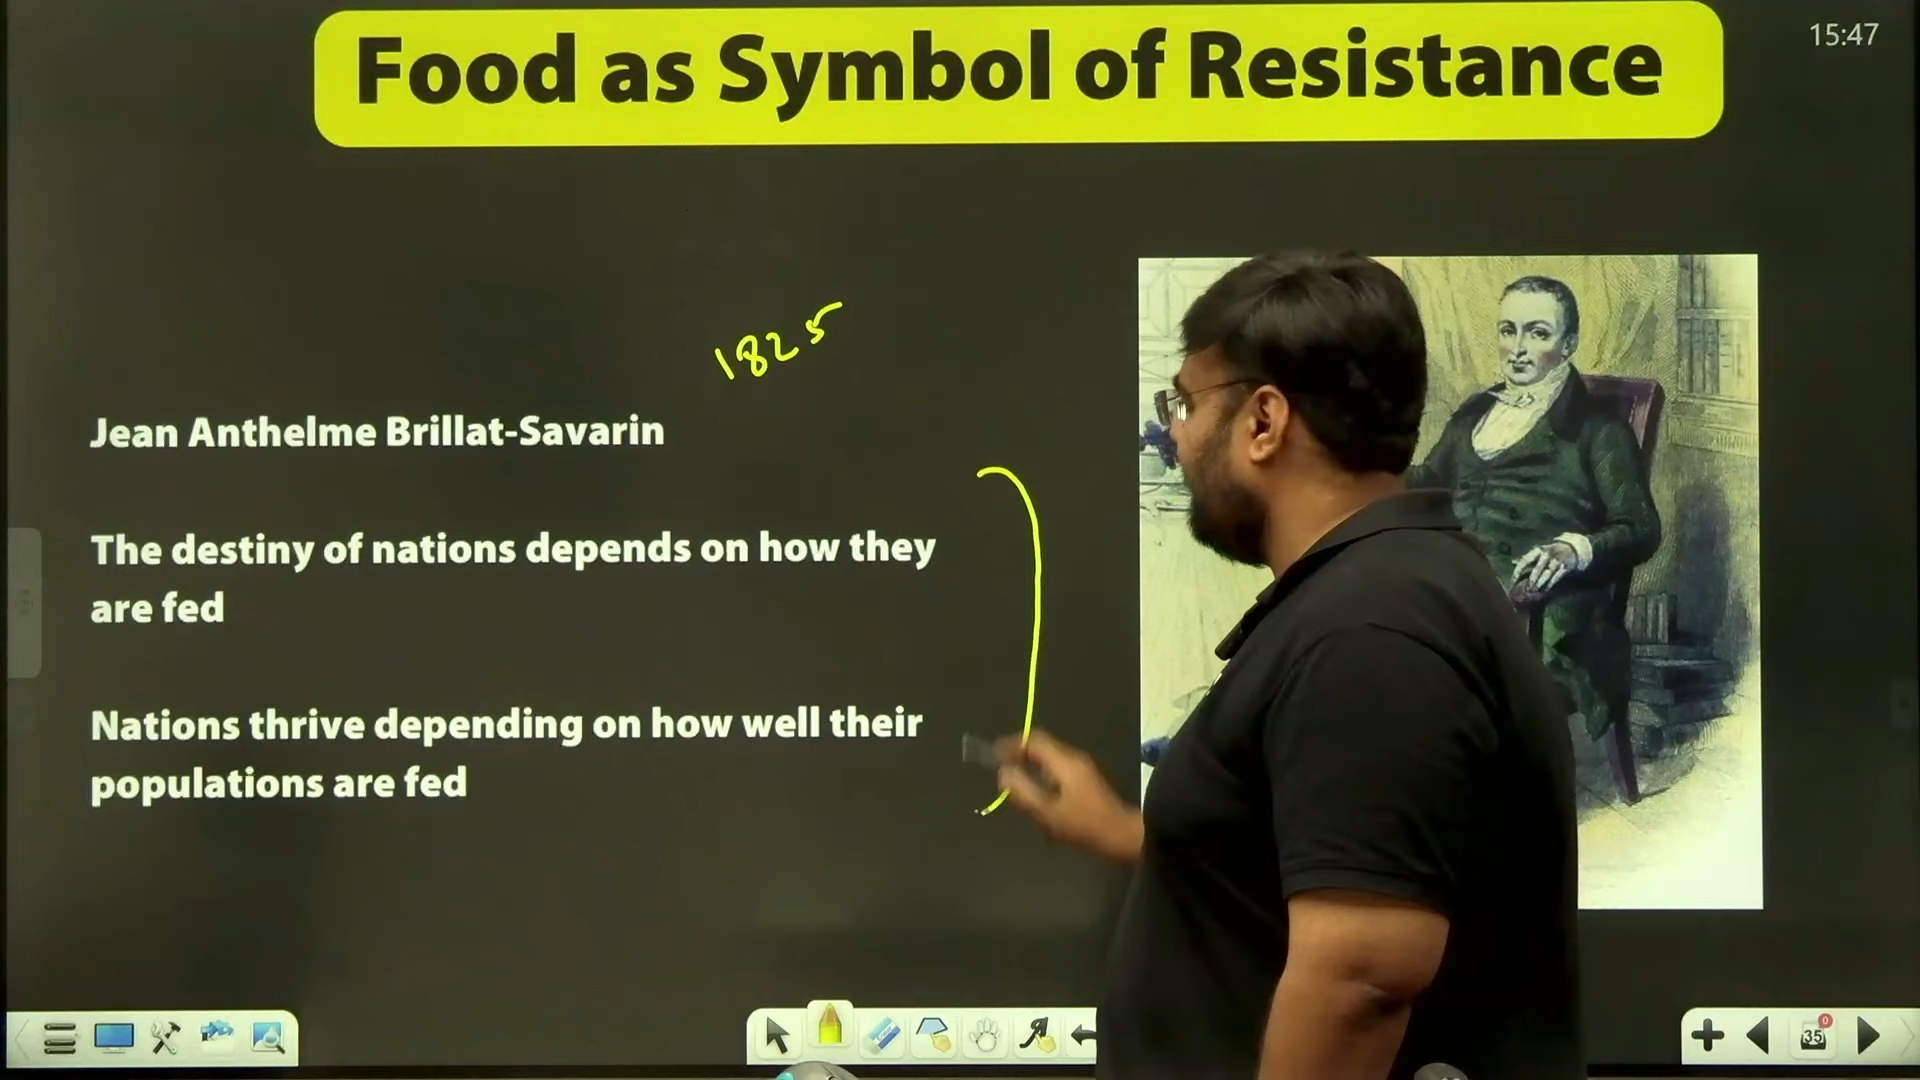 Food as Symbol of Resistance
15:47
1825
Jean Anthelme Brillat-Savarin
The destiny of nations depends on how they
are fed
Nations thrive depending on how well their
populations are fed
35
0